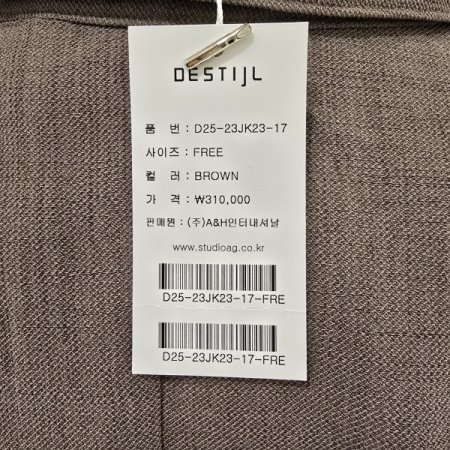 DESTIJL
품 번 : D25-23JK23-17
사이즈 : FREE
컬 러 : BROWN
가 격 : ₩310,000
판매원 : (주)A&H인터내셔날
www.studioag.co.kr
D25-23JK23-17-FRE
D25-23JK23-17-FRE